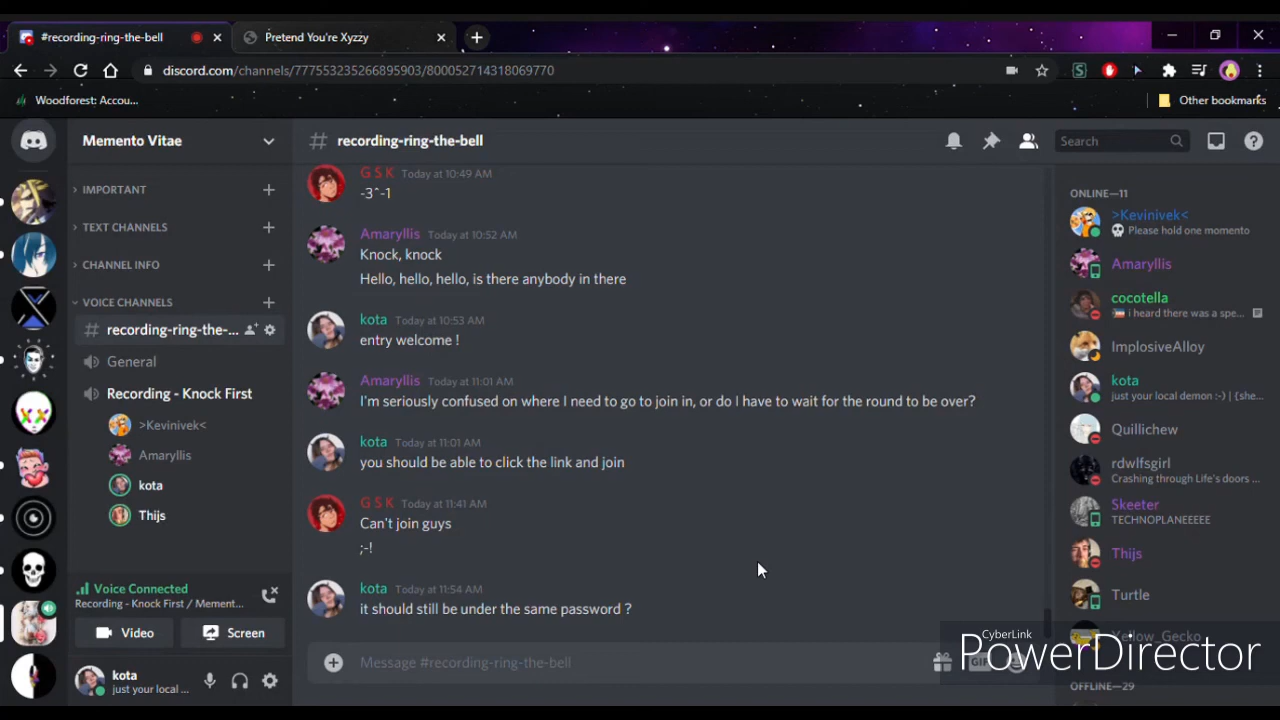 #recording-ring-the-bell
Pretend You're Xyzzy
discord.com/channels/777553235266895903/800052714318069770
Woodforest: Accou...
Other bookmarks
Memento Vitae
# recording-ring-the-bell
Search
IMPORTANT
TEXT CHANNELS
CHANNEL INFO
VOICE CHANNELS
# recording-ring-the-...
General
Recording - Knock First
>Kevinivek<
Amaryllis
kota
Thijs
Voice Connected
Recording - Knock First / Mement...
Video
Screen
kota
just your local ...
G S K Today at 10:49 AM
-3^-1
Amaryllis Today at 10:52 AM
Knock, knock
Hello, hello, hello, is there anybody in there
kota Today at 10:53 AM
entry welcome !
Amaryllis Today at 11:01 AM
I'm seriously confused on where I need to go to join in, or do I have to wait for the round to be over?
kota Today at 11:01 AM
you should be able to click the link and join
G S K Today at 11:41 AM
Can't join guys
;-!
kota Today at 11:54 AM
it should still be under the same password ?
Message #recording-ring-the-bell
GIF
ONLINE—11
>Kevinivek<
Please hold one momento
Amaryllis
cocotella
i heard there was a spe...
ImplosiveAlloy
kota
just your local demon :-) | {she...
Quillichew
rdwlfsgirl
Crashing through Life's doors ...
Skeeter
TECHNOPLANEEEEE
Thijs
Turtle
Yellow_Gecko
OFFLINE—29
CyberLink
PowerDirector